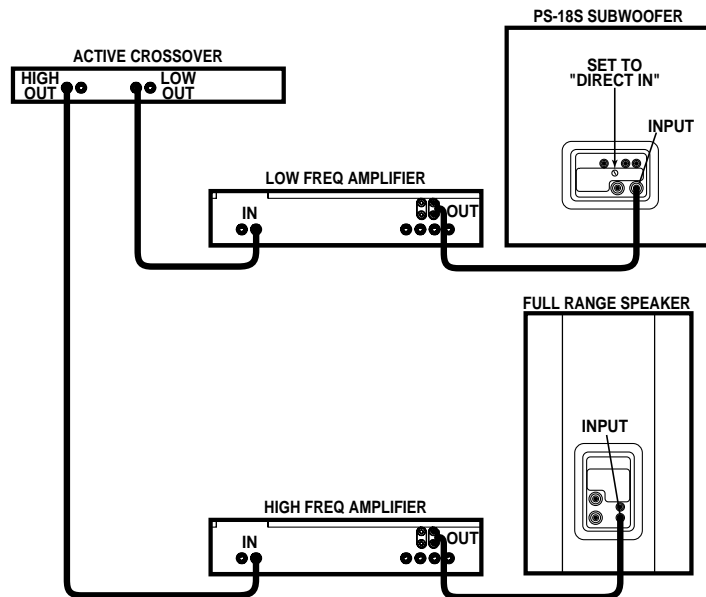 PS-18S SUBWOOFER
ACTIVE CROSSOVER
HIGH
OUT
LOW
OUT
SET TO
"DIRECT IN"
INPUT
LOW FREQ AMPLIFIER
IN
OUT
FULL RANGE SPEAKER
INPUT
HIGH FREQ AMPLIFIER
IN
OUT